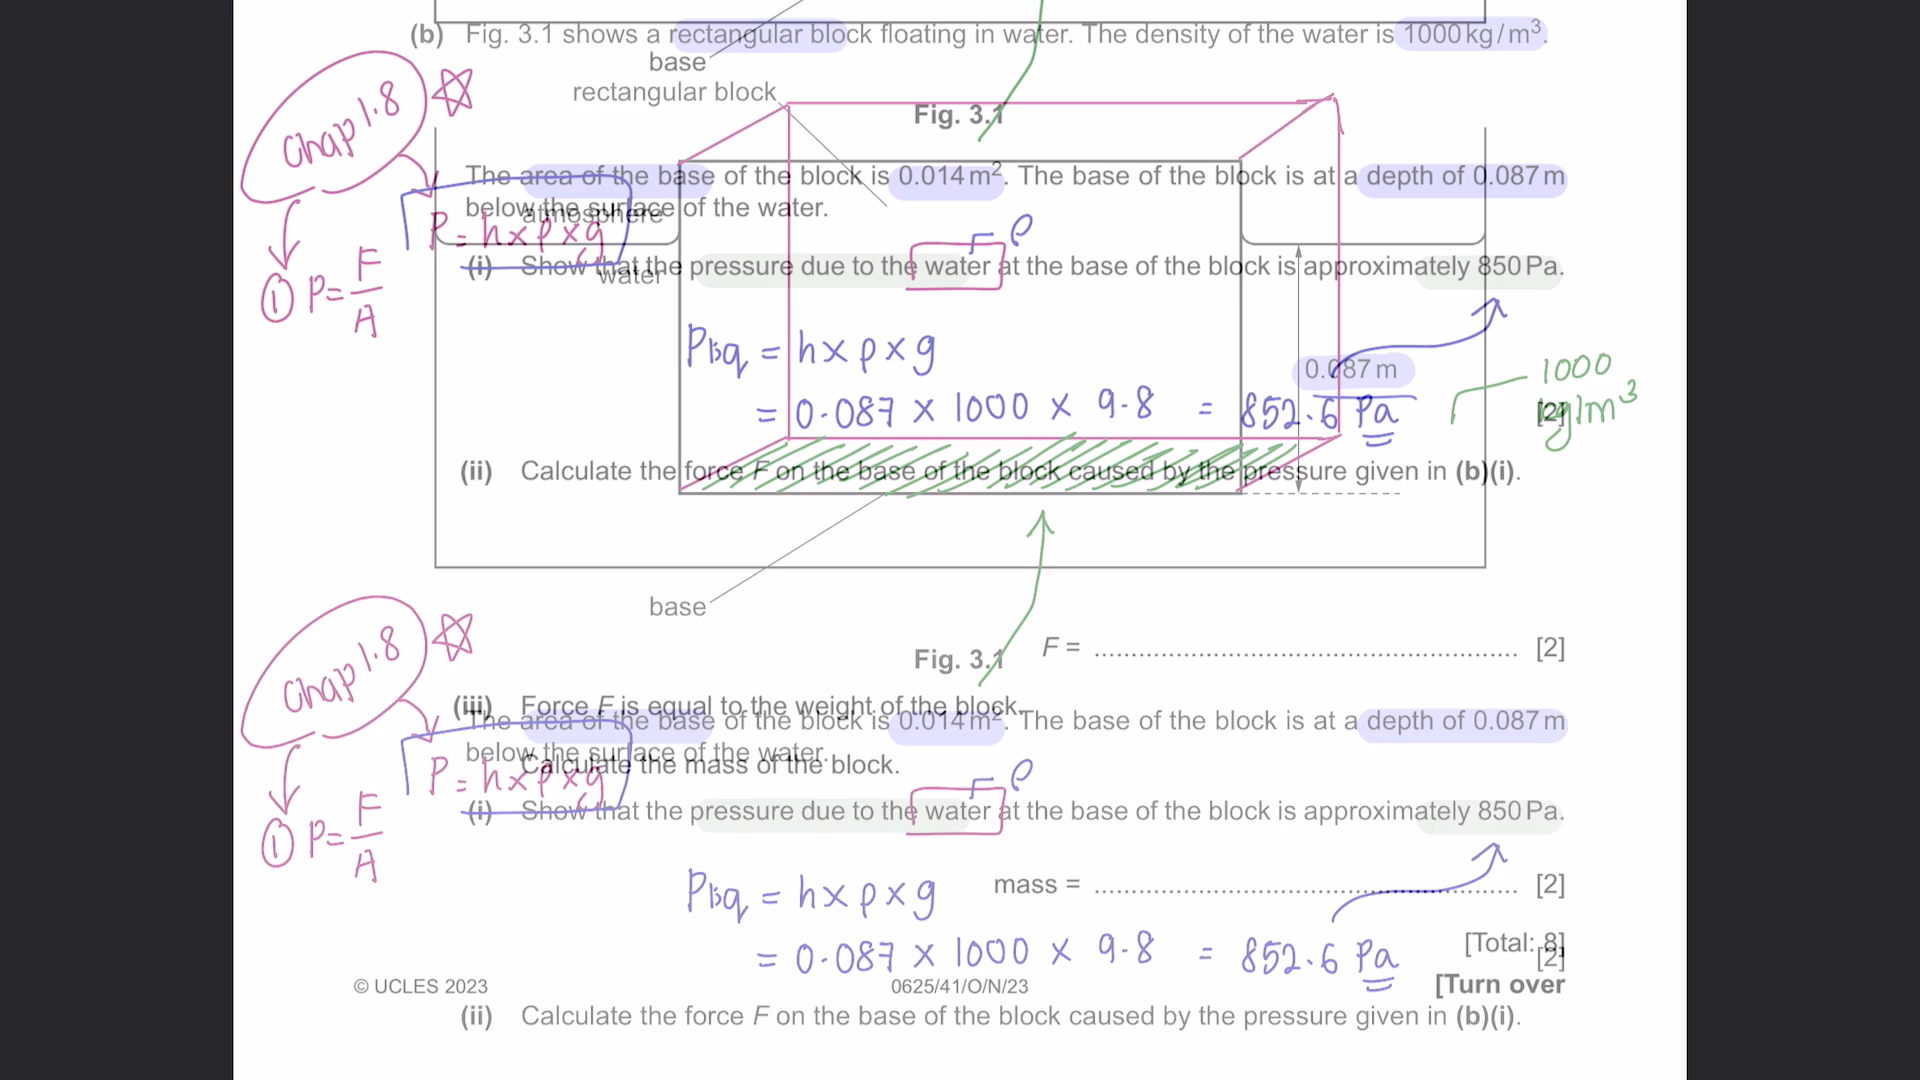 (b) Fig. 3.1 shows a rectangular block floating in water. The density of the water is 1000 kg/m³.
base
rectangular block
Chap 1.8
Fig. 3.1
The area of the base of the block is 0.014 m². The base of the block is at a depth of 0.087 m
below the surface of the water.
atmosphere
P = h x ρ x g
ρ
(i) Show that the pressure due to the water at the base of the block is approximately 850 Pa.
water
① P = F/A
P liq = h x ρ x g
0.087 m
1000
kg/m³
= 0.087 x 1000 x 9.8 = 852.6 Pa
[2]
(ii) Calculate the force F on the base of the block caused by the pressure given in (b)(i).
base
Chap 1.8
Fig. 3.1
F = .......................................................... [2]
(iii) Force F is equal to the weight of the block.
The area of the base of the block is 0.014 m². The base of the block is at a depth of 0.087 m
below the surface of the water.
Calculate the mass of the block.
P = h x ρ x g
ρ
(i) Show that the pressure due to the water at the base of the block is approximately 850 Pa.
① P = F/A
P liq = h x ρ x g
mass = .......................................................... [2]
= 0.087 x 1000 x 9.8 = 852.6 Pa
[Total: 8]
[2]
© UCLES 2023
0625/41/O/N/23
[Turn over
(ii) Calculate the force F on the base of the block caused by the pressure given in (b)(i).